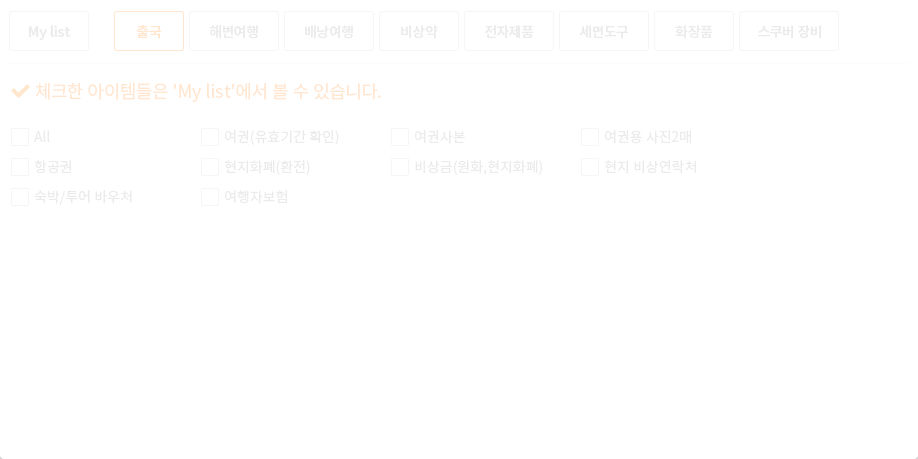 My list 출국 해변여행 배낭여행 비상약 전자제품 세면도구 화장품 스쿠버 장비
체크한 아이템들은 'My list'에서 볼 수 있습니다.
All 여권(유효기간 확인) 여권사본 여권용 사진2매
항공권 현지화폐(환전) 비상금(원화,현지화폐) 현지 비상연락처
숙박/투어 바우처 여행자보험